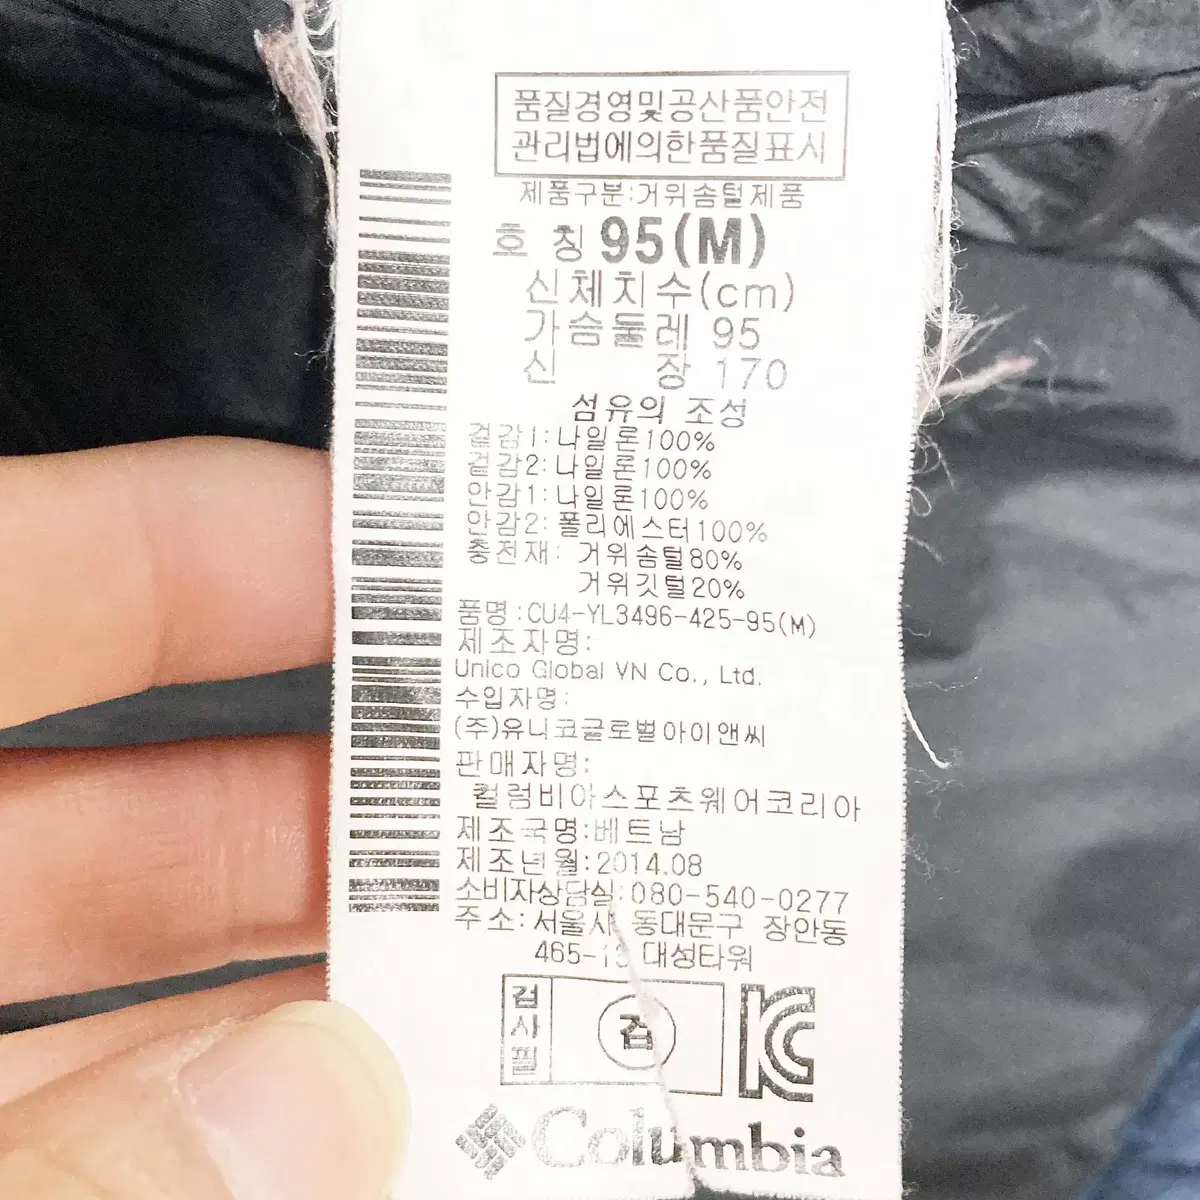 품질경영및공산품안전
관리법에의한품질표시
제품구분:거위솜털제품
호 칭 95(M)
신체치수(cm)
가슴둘레 95
신 장 170
섬유의 조성
겉감1:나일론100%
겉감2:나일론100%
안감1:나일론100%
안감2:폴리에스터100%
충전재: 거위솜털80%
거위깃털20%
품명:CU4-YL3496-425-95(M)
제조자명:
Unico Global VN Co., Ltd.
수입자명:
(주)유니코글로벌아이앤씨
판매자명:
컬럼비아스포츠웨어코리아
제조국명:베트남
제조년월:2014.08
소비자상담실:080-540-0277
주소:서울시 동대문구 장안동
대성타워
검사필
검
KC
Columbia